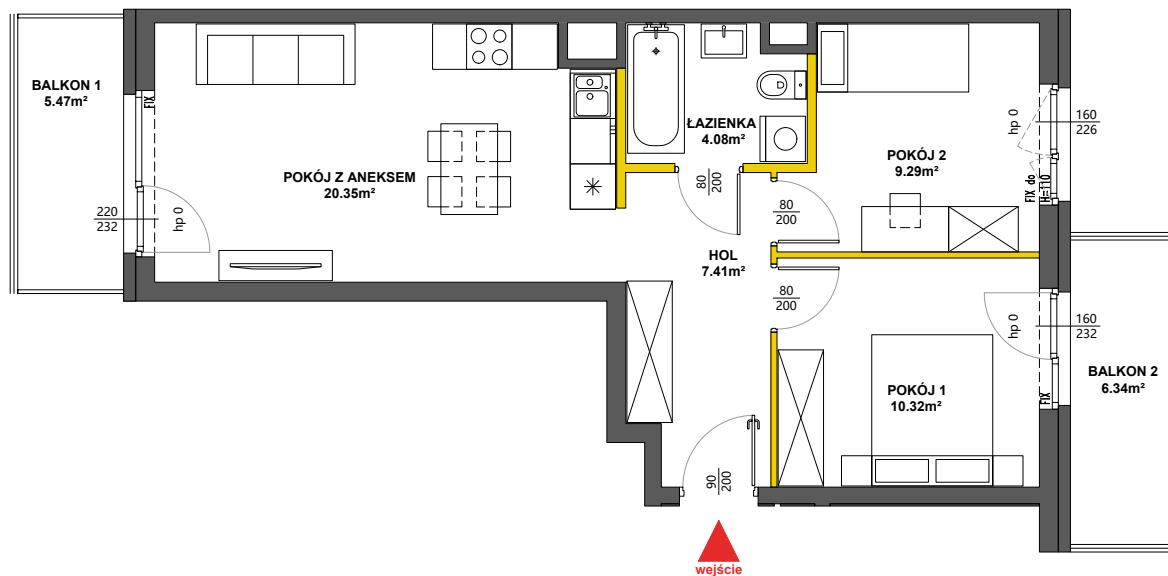 BALKON 1
5.47m²
FIX
220
232
hp 0
POKÓJ Z ANEKSEM
20.35m²
ŁAZIENKA
4.08m²
80
200
80
200
HOL
7.41m²
80
200
POKÓJ 2
9.29m²
hp 0
160
226
FIX do
H=110
hp 0
160
232
FIX
POKÓJ 1
10.32m²
BALKON 2
6.34m²
90
200
wejście